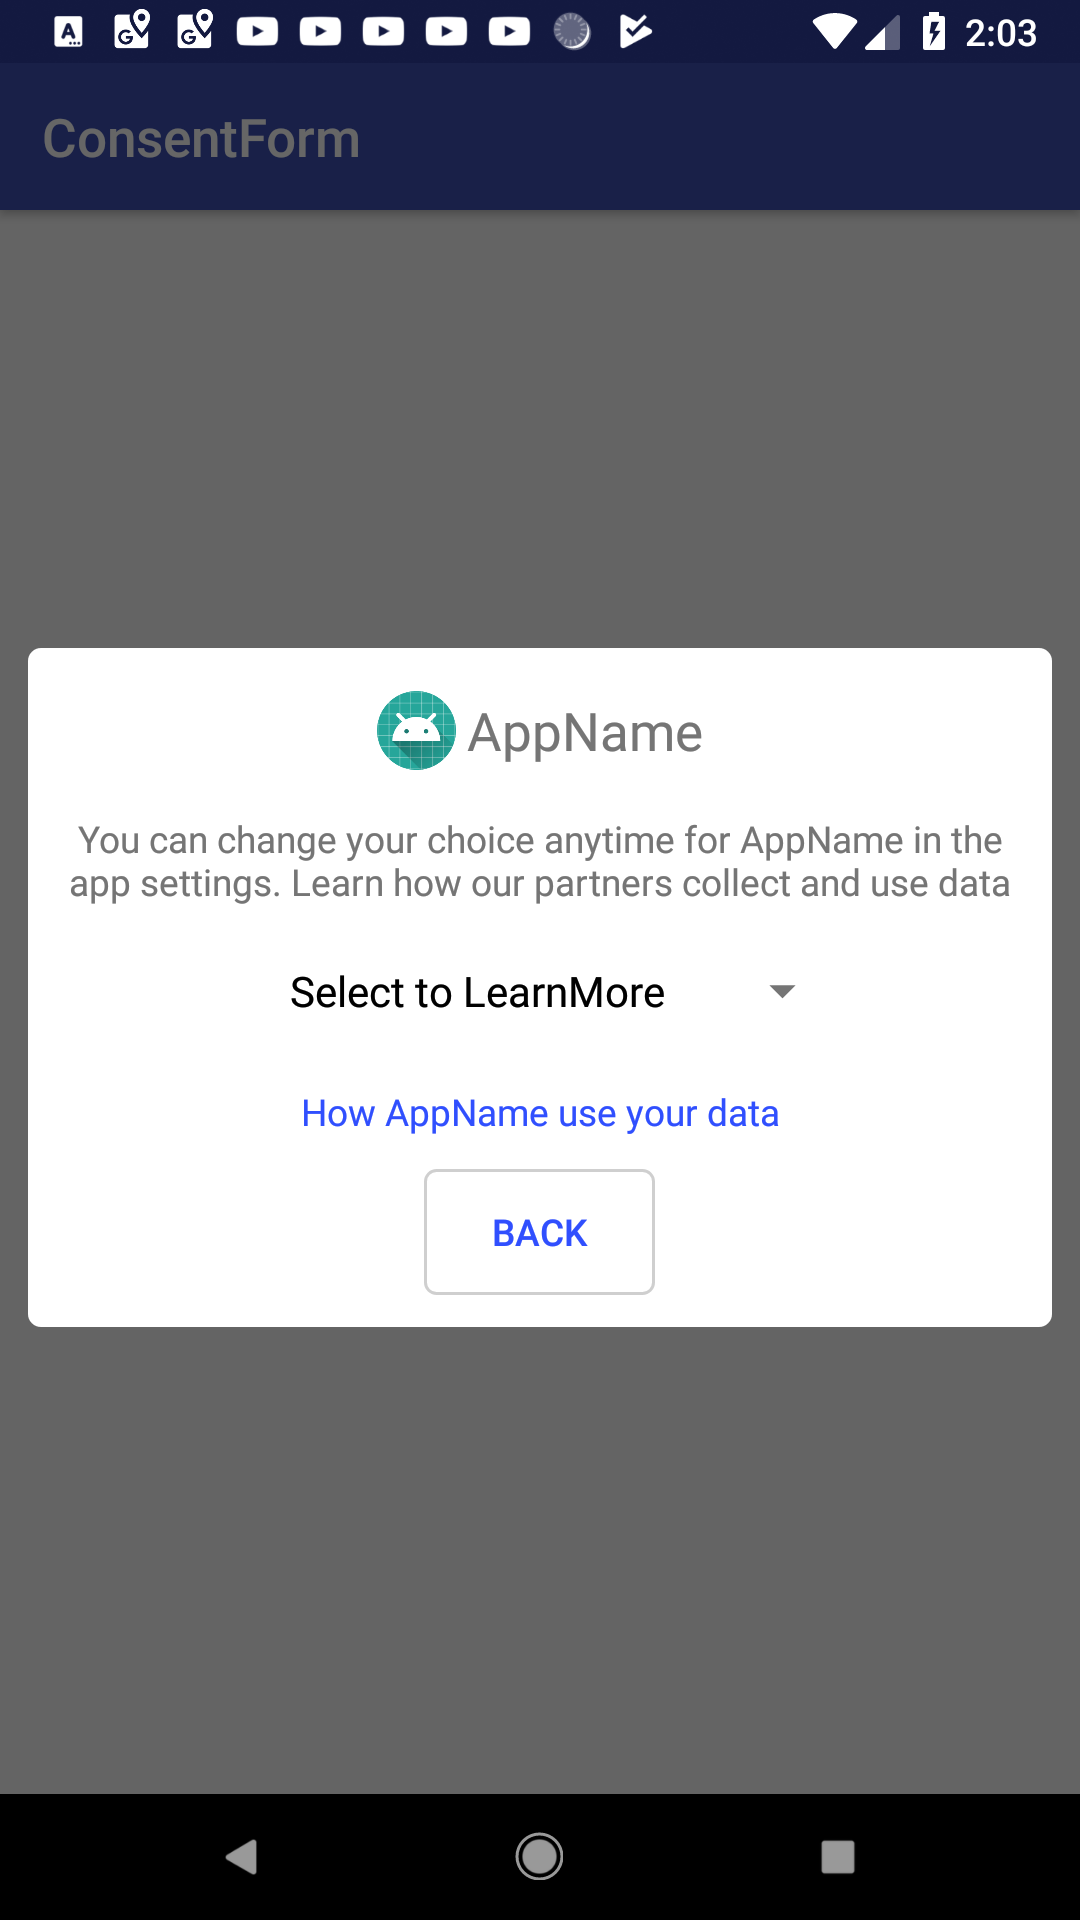 2:03
ConsentForm
AppName
You can change your choice anytime for AppName in the
app settings. Learn how our partners collect and use data
Select to LearnMore
How AppName use your data
BACK